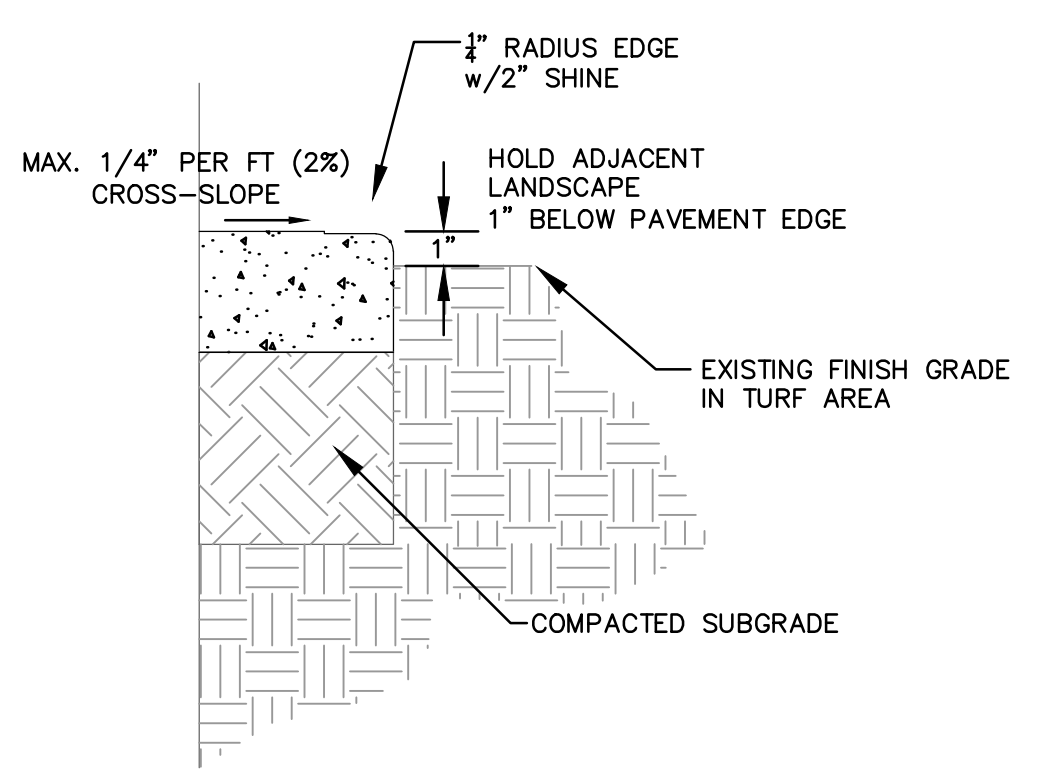 ¼” RADIUS EDGE
w/2” SHINE
MAX. 1/4” PER FT (2%)
CROSS-SLOPE
HOLD ADJACENT
LANDSCAPE
1” BELOW PAVEMENT EDGE
1”
EXISTING FINISH GRADE
IN TURF AREA
COMPACTED SUBGRADE